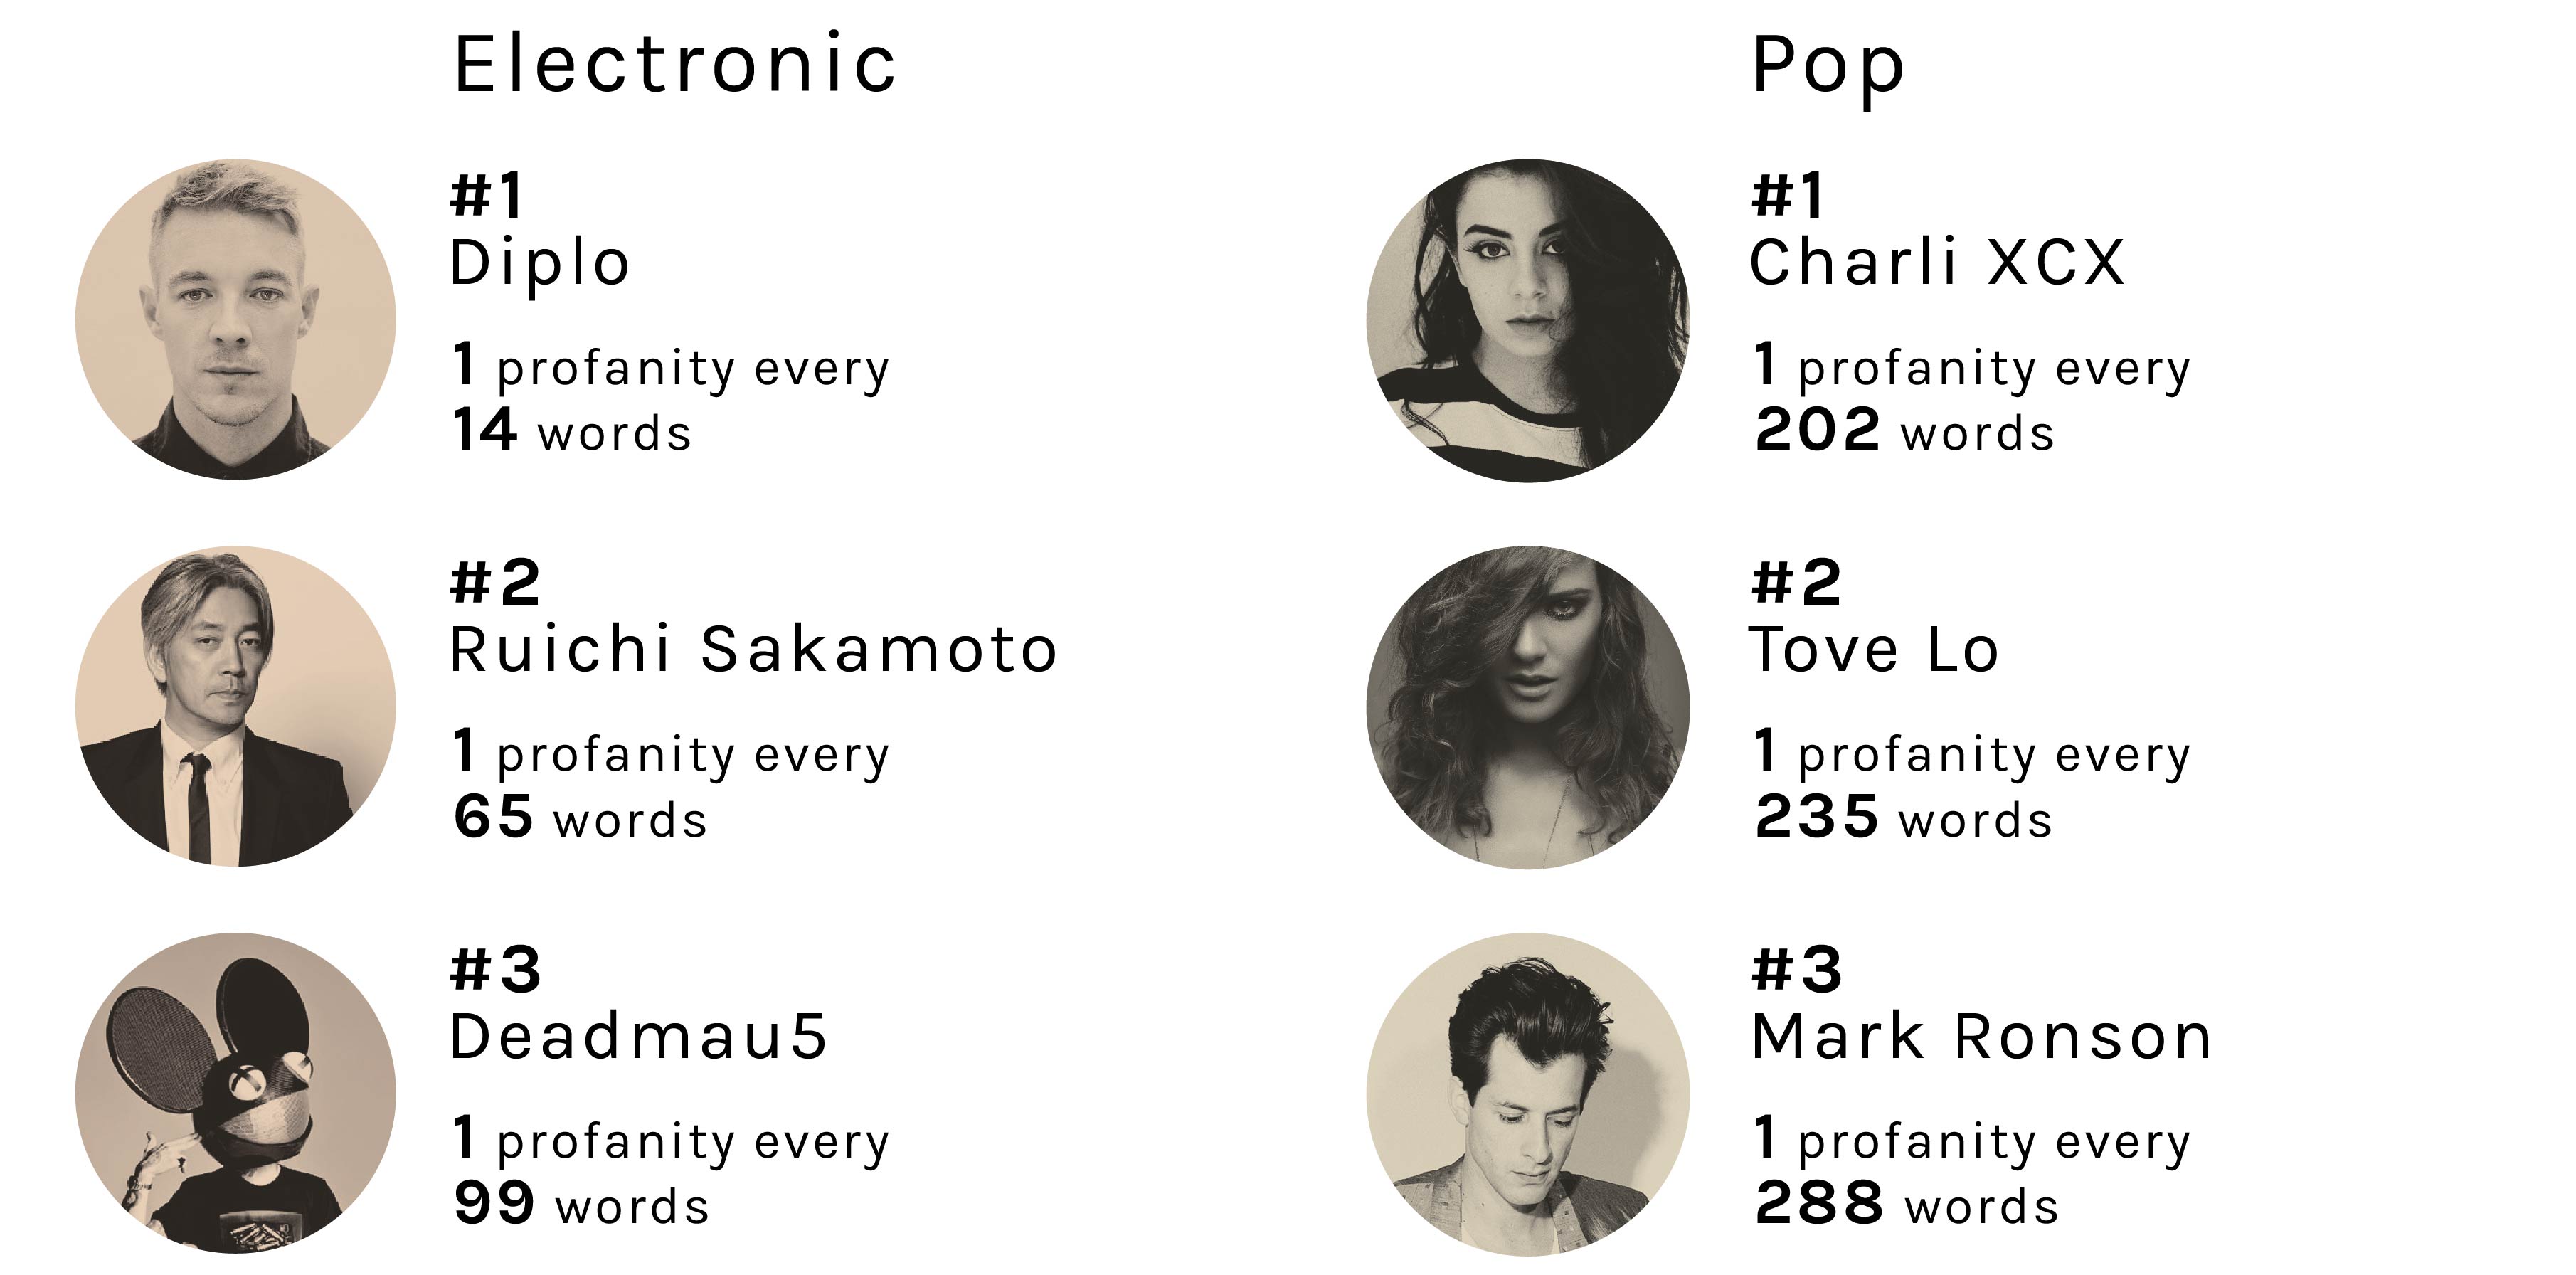 Electronic
#1
Diplo
1 profanity every
14 words
#2
Ruichi Sakamoto
1 profanity every
65 words
#3
Deadmau5
1 profanity every
99 words
Pop
#1
Charli XCX
1 profanity every
202 words
#2
Tove Lo
1 profanity every
235 words
#3
Mark Ronson
1 profanity every
288 words